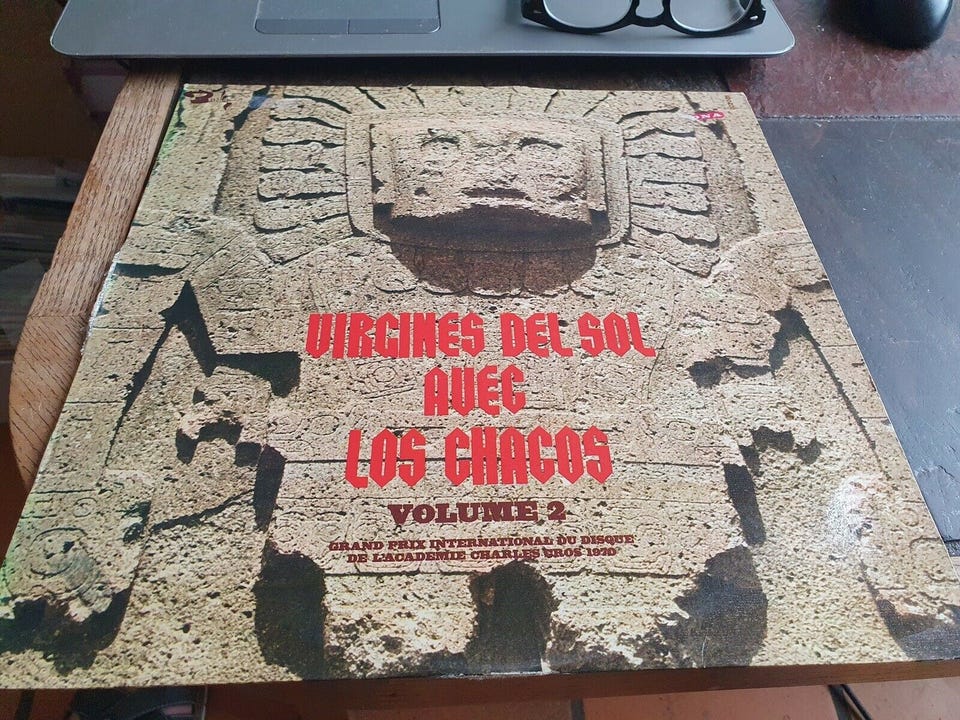 VIRGINES DEL SOL
AVEC
LOS CHACOS
VOLUME 2
GRAND PRIX INTERNATIONAL DU DISQUE
DE L'ACADEMIE CHARLES CROS 1970